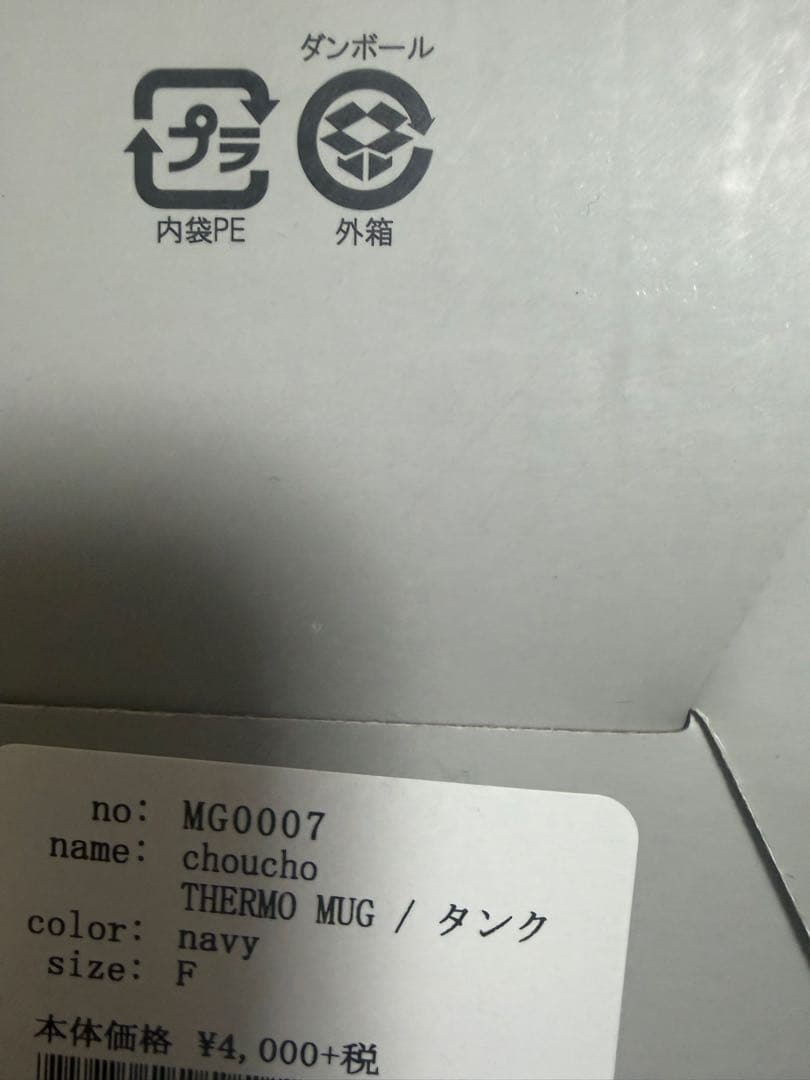 ダンボール
プラ
内袋PE
外箱
no: MG0007
name: choucho
THERMO MUG / タンク
color: navy
size: F
本体価格 ¥4,000+税